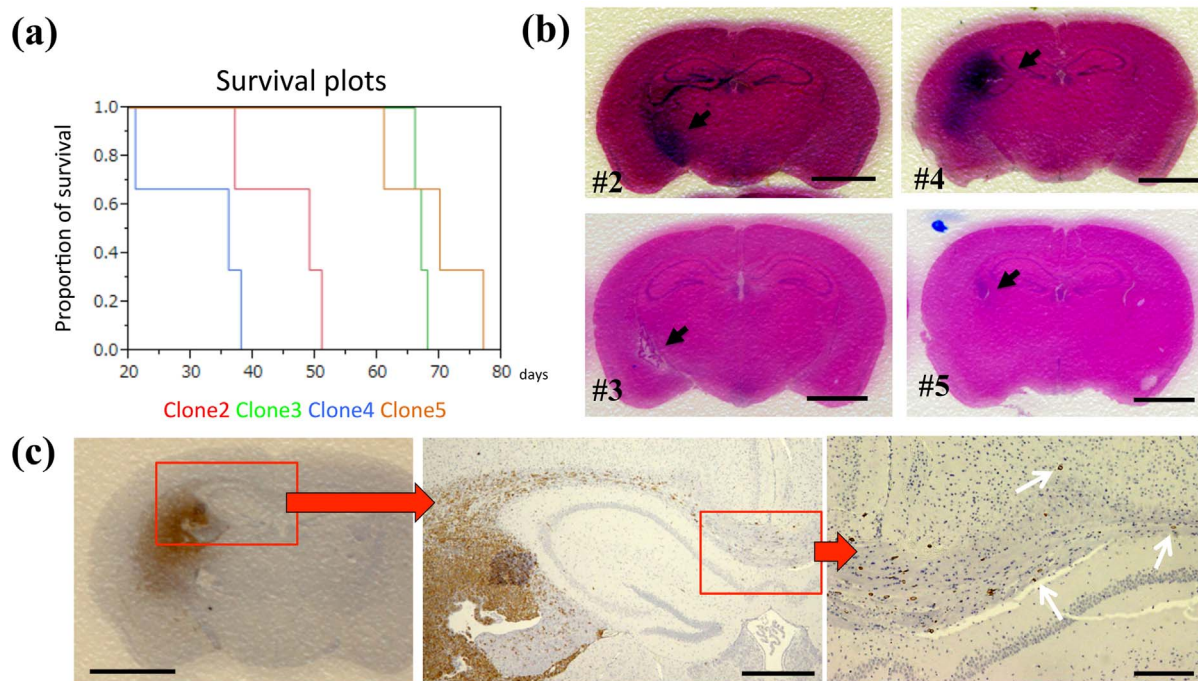 (a)
Survival plots
Proportion of survival
1.0
0.8
0.6
0.4
0.2
0.0
20 30 40 50 60 70 80 days
Clone2 Clone3 Clone4 Clone5
(b)
#2
#4
#3
#5
(c)